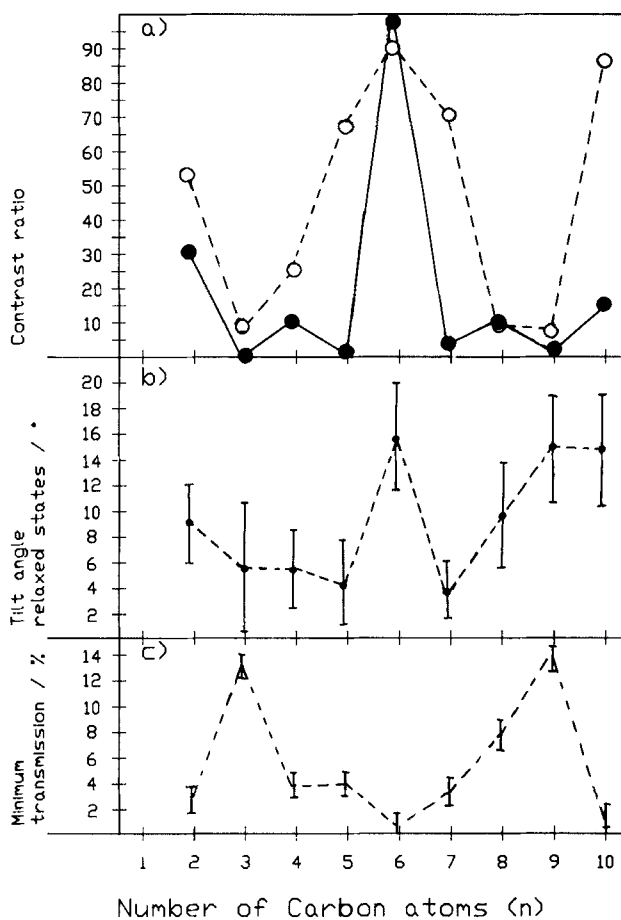 a)
90
80
70
60
50
40
30
20
10
Contrast ratio
b)
20
18
16
14
12
10
8
6
4
2
Tilt angle
relaxed states / °
c)
14
12
10
8
6
4
2
Minimum
transmission / %
1 2 3 4 5 6 7 8 9 10
Number of Carbon atoms (n)